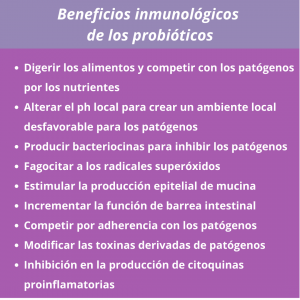 Beneficios inmunológicos
de los probióticos
• Digerir los alimentos y competir con los patógenos
por los nutrientes
• Alterar el ph local para crear un ambiente local
desfavorable para los patógenos
• Producir bacteriocinas para inhibir los patógenos
• Fagocitar a los radicales superóxidos
• Estimular la producción epitelial de mucina
• Incrementar la función de barrea intestinal
• Competir por adherencia con los patógenos
• Modificar las toxinas derivadas de patógenos
• Inhibición en la producción de citoquinas
proinflamatorias